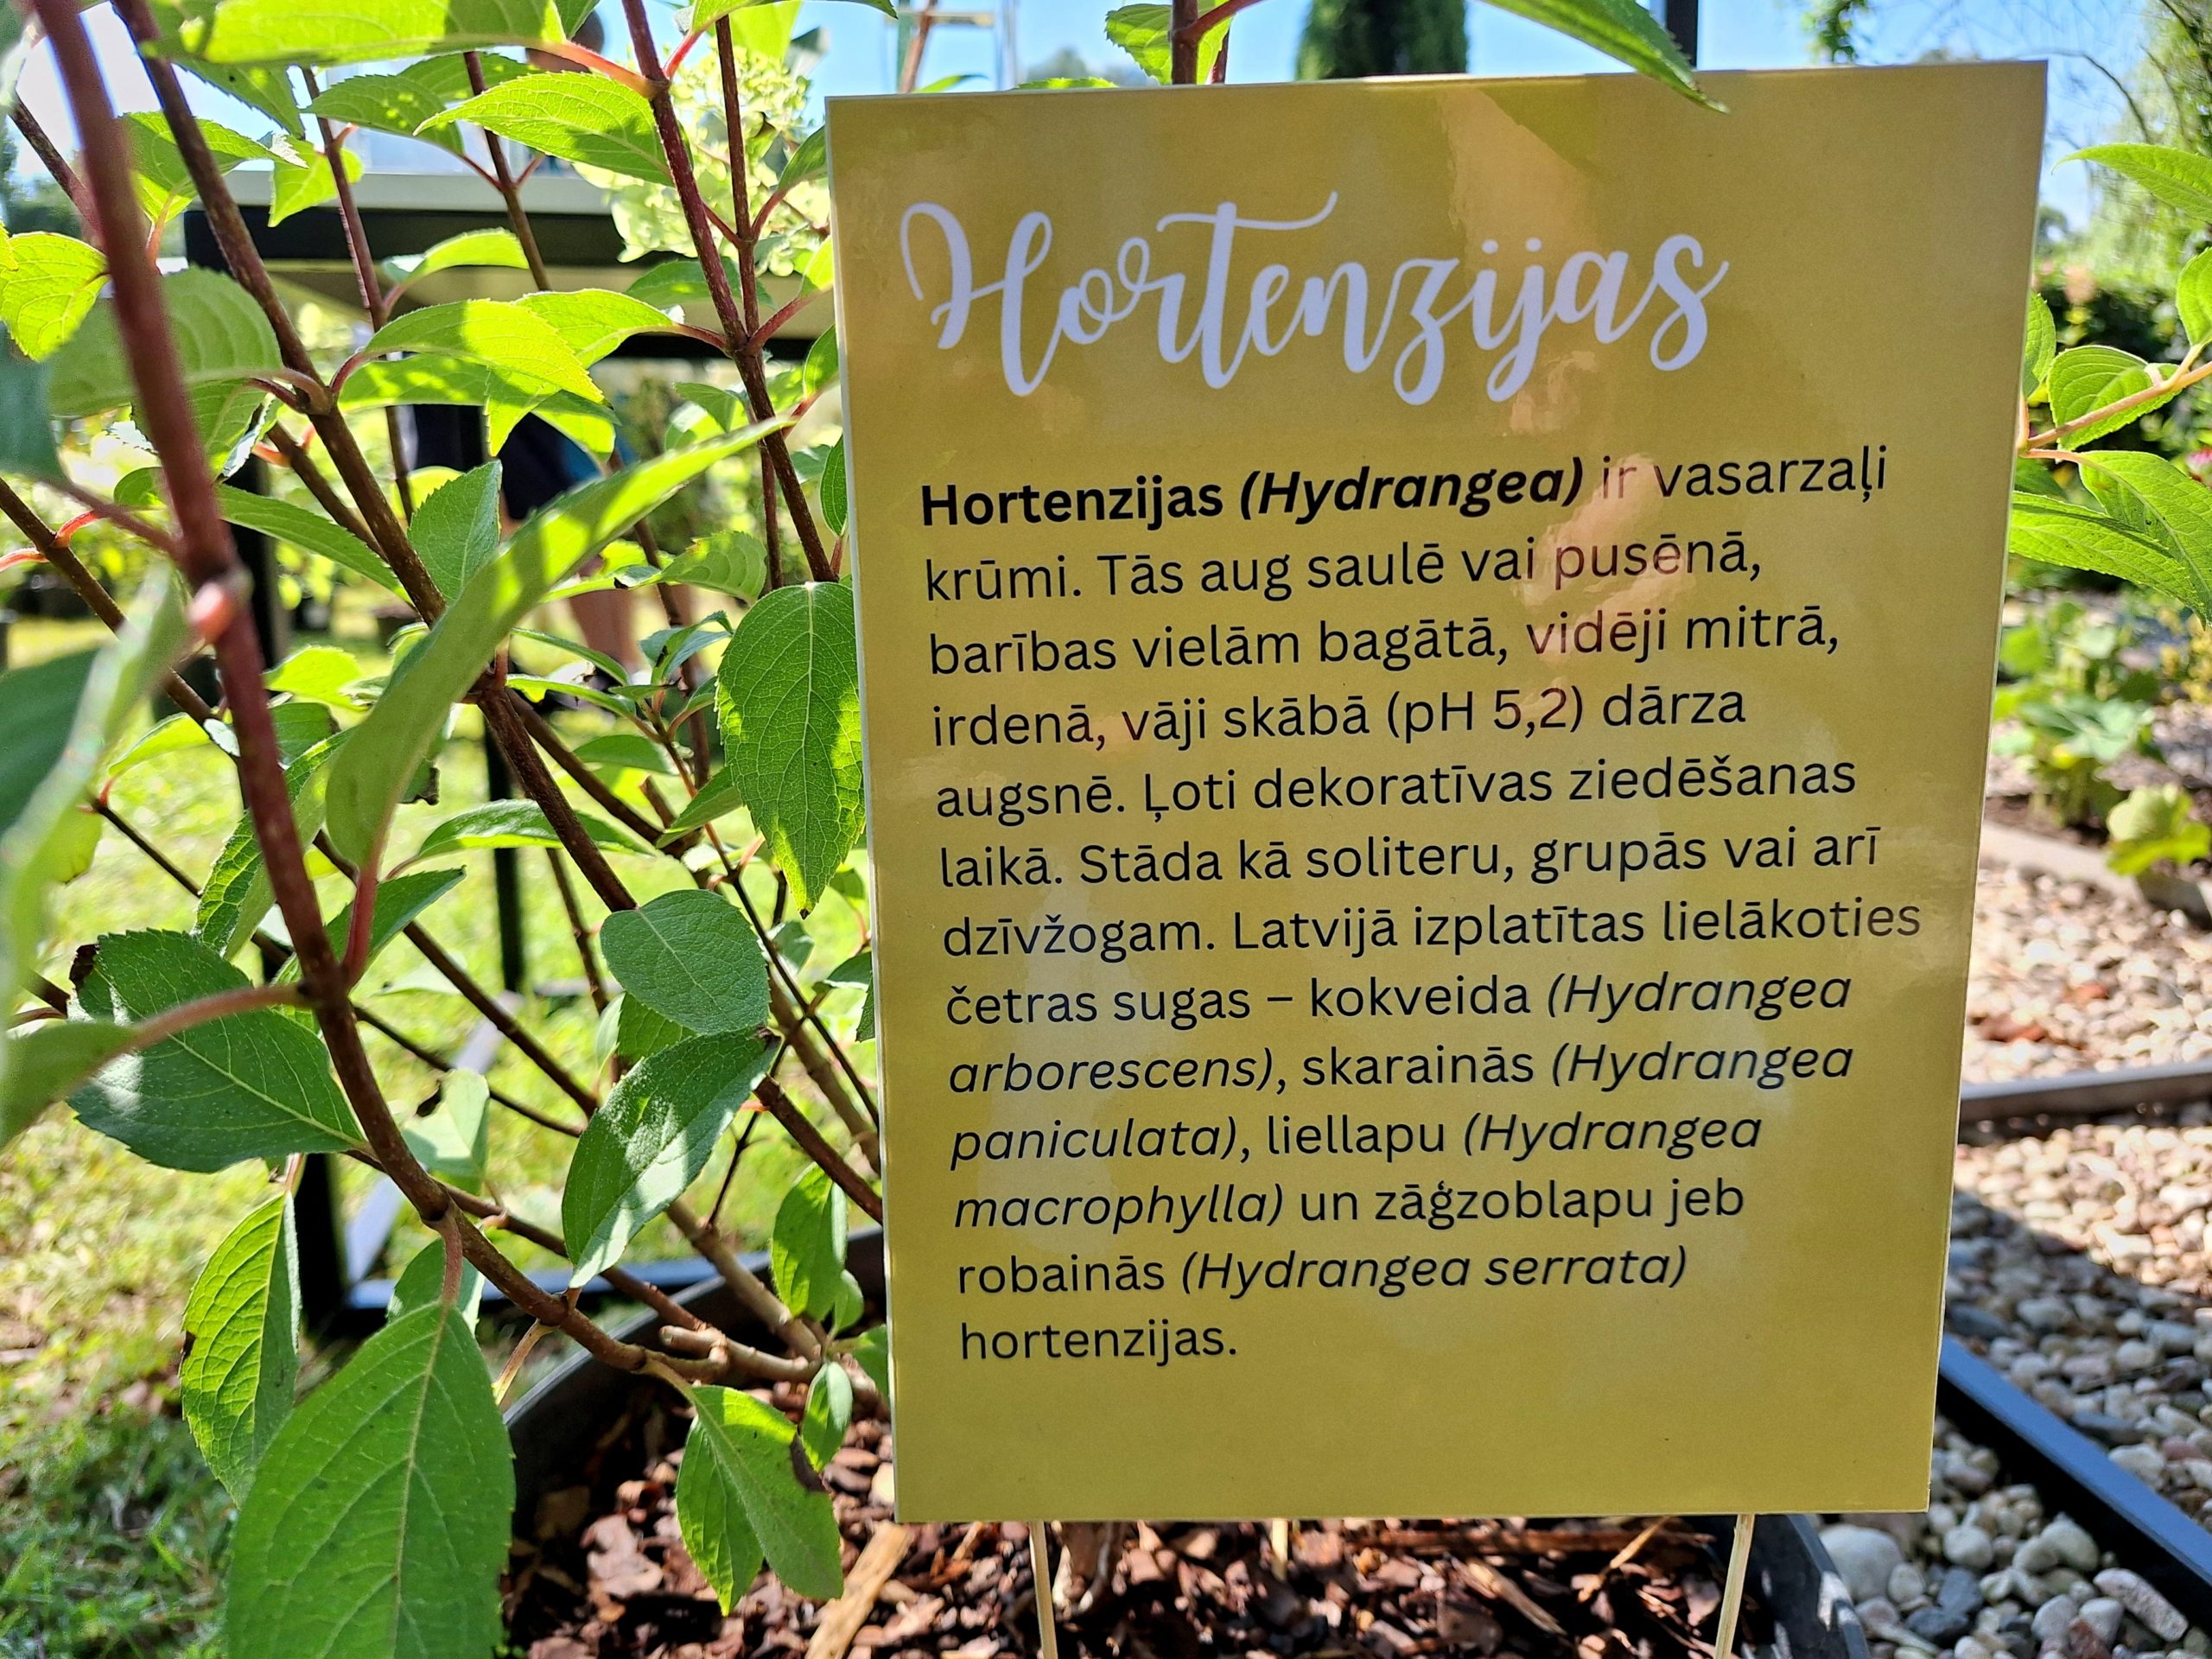 Hortenzijas
Hortenzijas (Hydrangea) ir vasarzaļi
krūmi. Tās aug saulē vai pusēnā,
barības vielām bagātā, vidēji mitrā,
irdenā, vāji skābā (pH 5,2) dārza
augsnē. Ļoti dekoratīvas ziedēšanas
laikā. Stāda kā soliteru, grupās vai arī
dzīvžogam. Latvijā izplatītas lielākoties
četras sugas – kokveida (Hydrangea
arborescens), skarainās (Hydrangea
paniculata), liellapu (Hydrangea
macrophylla) un zāģzoblapu jeb
robainās (Hydrangea serrata)
hortenzijas.